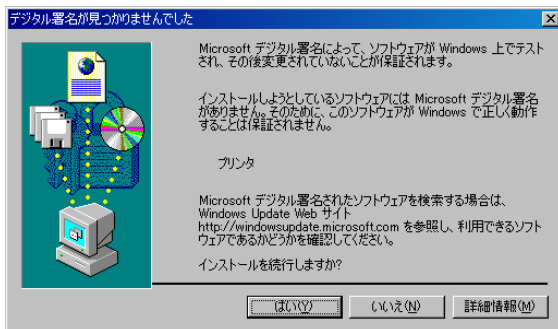 デジタル署名が見つかりませんでした
Microsoft デジタル署名によって、ソフトウェアが Windows 上でテスト
され、その後変更されていないことが保証されます。
インストールしようとしているソフトウェアには Microsoft デジタル署名
がありません。そのために、このソフトウェアが Windows で正しく動作
することは保証されません。
プリンタ
Microsoft デジタル署名されたソフトウェアを検索する場合は、
Windows Update Web サイト
http://windowsupdate.microsoft.com を参照し、利用できるソフト
ウェアであるかどうかを確認してください。
インストールを続行しますか?
はい(Y) いいえ(N) 詳細情報(M)